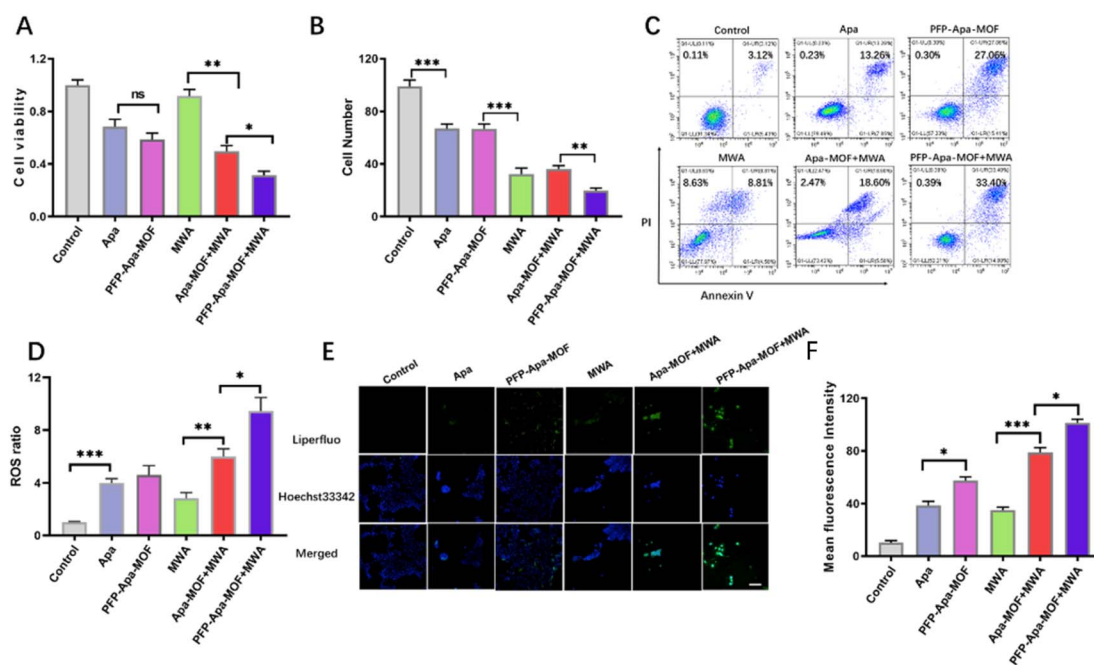 A
Cell viability
1.2
0.8
0.4
0.0
ns
**
*
Control
Apa
PFP-Apa-MOF
MWA
Apa-MOF+MWA
PFP-Apa-MOF+MWA
B
Cell Number
120
80
40
0
***
***
**
Control
Apa
PFP-Apa-MOF
MWA
Apa-MOF+MWA
PFP-Apa-MOF+MWA
C
Control
Apa
PFP-Apa-MOF
0.11%
3.12%
0.23%
13.26%
0.30%
27.06%
MWA
Apa-MOF+MWA
PFP-Apa-MOF+MWA
8.63%
8.81%
2.47%
18.60%
0.39%
33.40%
PI
Annexin V
D
ROS ratio
12
8
4
0
***
**
*
Control
Apa
PFP-Apa-MOF
MWA
Apa-MOF+MWA
PFP-Apa-MOF+MWA
E
Control
Apa
PFP-Apa-MOF
MWA
Apa-MOF+MWA
PFP-Apa-MOF+MWA
Liperfluo
Hoechst33342
Merged
F
Mean fluorescence Intensity
120
80
40
0
*
***
*
Control
Apa
PFP-Apa-MOF
MWA
Apa-MOF+MWA
PFP-Apa-MOF+MWA